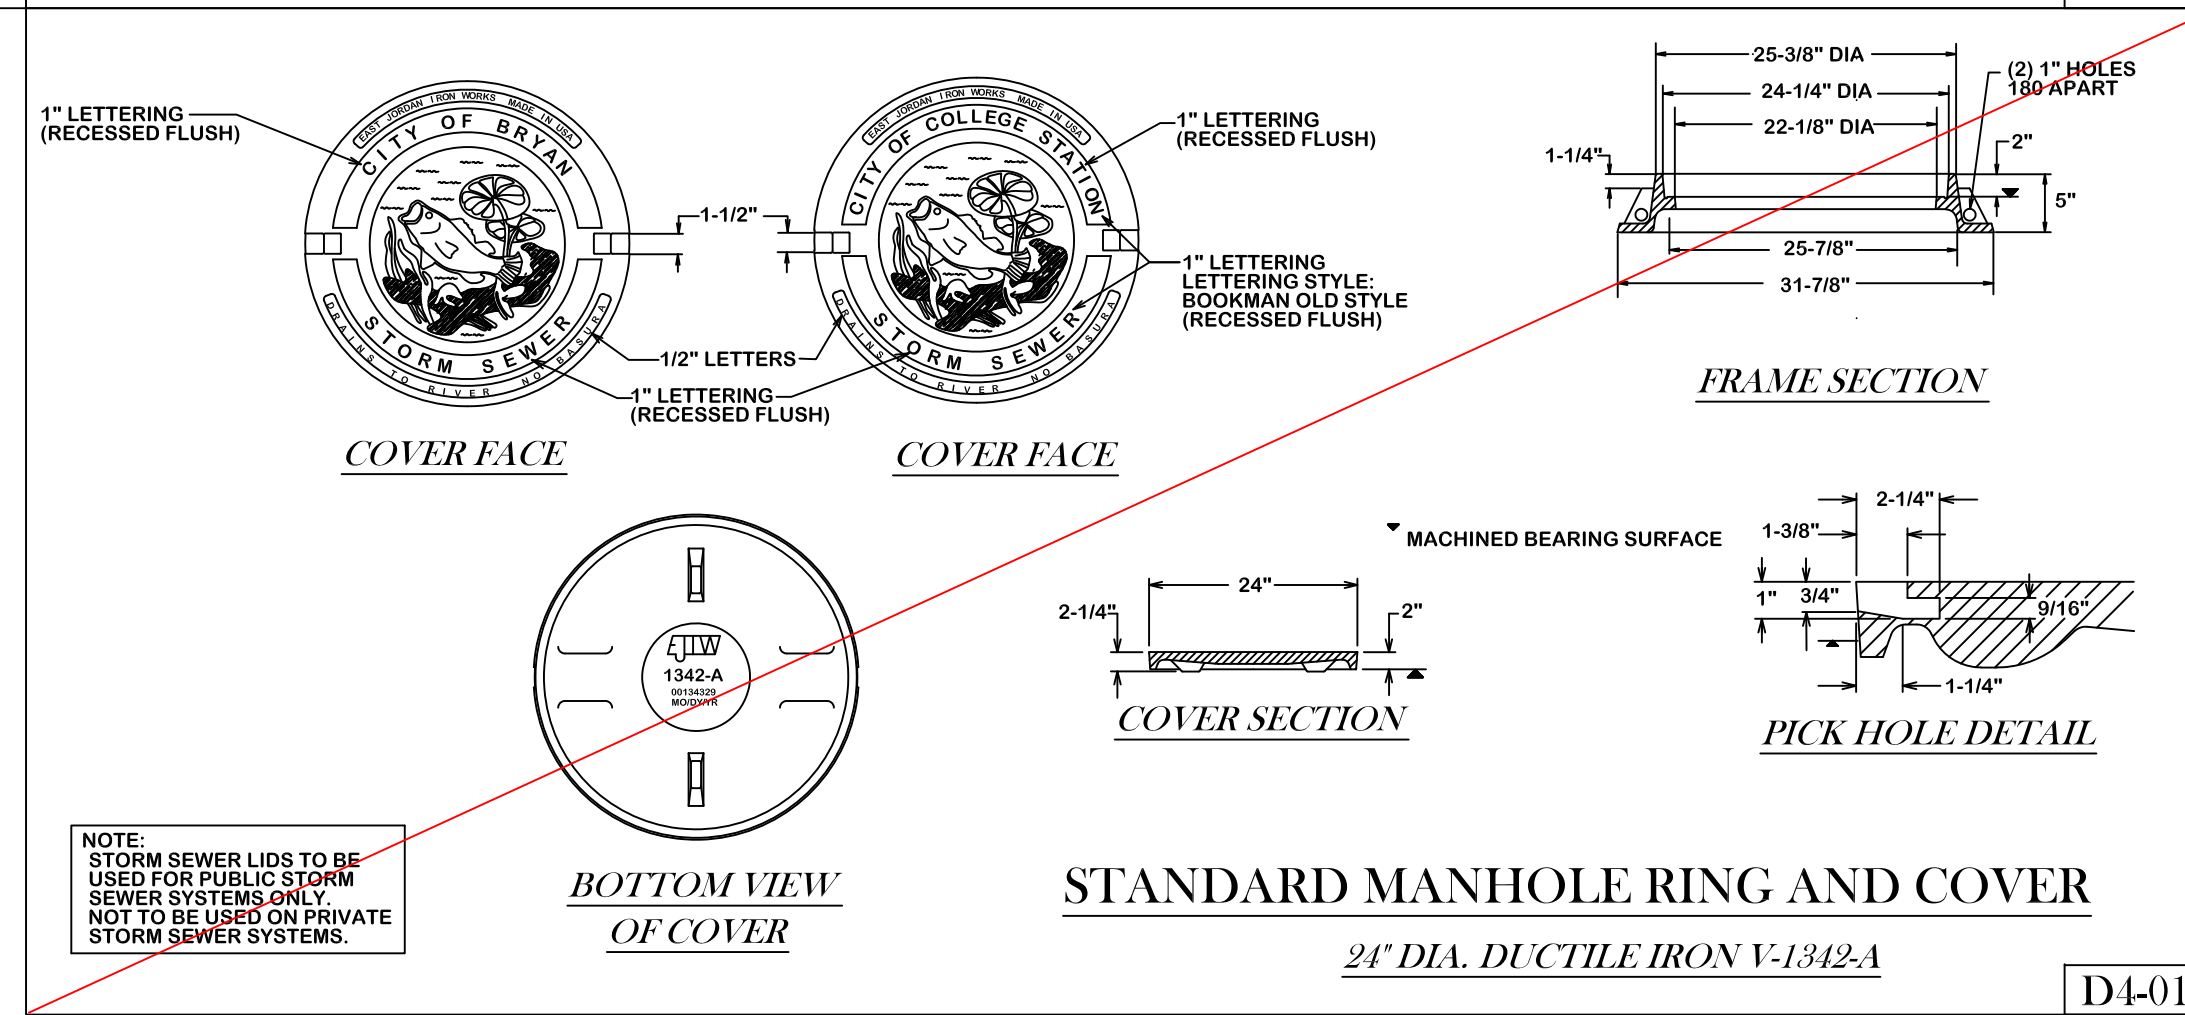 1" LETTERING
(RECESSED FLUSH)
EAST JORDAN IRON WORKS MADE IN USA
CITY OF BRYAN
STORM SEWER
DRAINS TO RIVER NO BASURA
COVER FACE
1-1/2"
1/2" LETTERS
1" LETTERING
(RECESSED FLUSH)
EAST JORDAN IRON WORKS MADE IN USA
CITY OF COLLEGE STATION
STORM SEWER
DRAINS TO RIVER NO BASURA
COVER FACE
1" LETTERING
(RECESSED FLUSH)
1" LETTERING
LETTERING STYLE:
BOOKMAN OLD STYLE
(RECESSED FLUSH)
25-3/8" DIA
24-1/4" DIA
22-1/8" DIA
(2) 1" HOLES
180 APART
1-1/4"
2"
5"
25-7/8"
31-7/8"
FRAME SECTION
AJIW
1342-A
00134329
MO/DY/YR
BOTTOM VIEW
OF COVER
MACHINED BEARING SURFACE
24"
2-1/4"
2"
COVER SECTION
2-1/4"
1-3/8"
1"
3/4"
9/16"
1-1/4"
PICK HOLE DETAIL
NOTE:
STORM SEWER LIDS TO BE
USED FOR PUBLIC STORM
SEWER SYSTEMS ONLY.
NOT TO BE USED ON PRIVATE
STORM SEWER SYSTEMS.
STANDARD MANHOLE RING AND COVER
24" DIA. DUCTILE IRON V-1342-A
D4-01